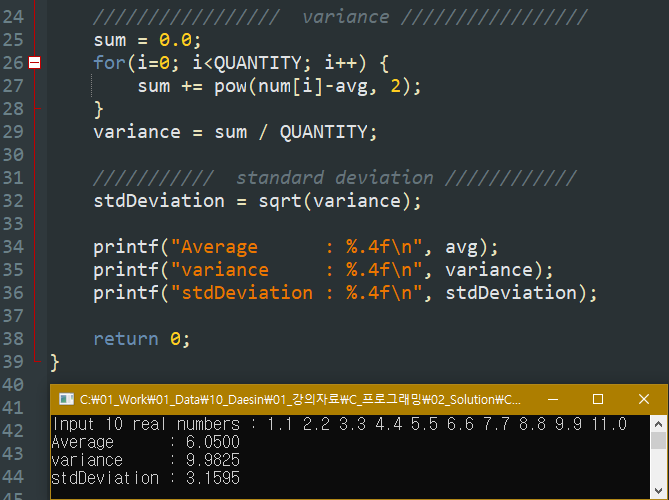 24 /////////////////  variance /////////////////
25 sum = 0.0;
26 for(i=0; i<QUANTITY; i++) {
27     sum += pow(num[i]-avg, 2);
28 }
29 variance = sum / QUANTITY;
30
31 ///////////  standard deviation ////////////
32 stdDeviation = sqrt(variance);
33
34 printf("Average      : %.4f\n", avg);
35 printf("variance     : %.4f\n", variance);
36 printf("stdDeviation : %.4f\n", stdDeviation);
37
38 return 0;
39 }
40
41 C:\01_Work\01_Data\10_Daesin\01_강의자료\C_프로그래밍\02_Solution\C...
42 Input 10 real numbers : 1.1 2.2 3.3 4.4 5.5 6.6 7.7 8.8 9.9 11.0
43 Average      : 6.0500
variance     : 9.9825
44 stdDeviation : 3.1595
45